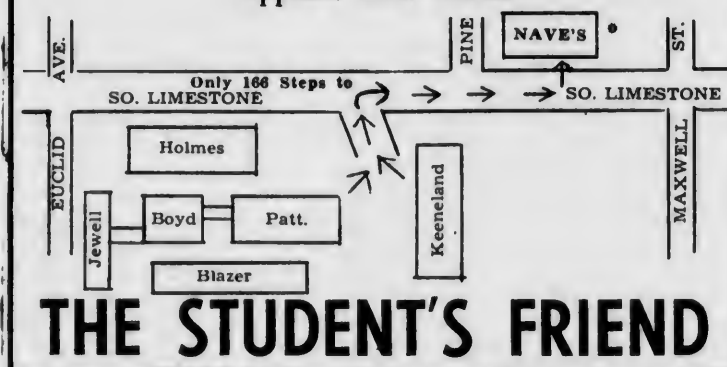 AVE.
PINE
NAVE'S
ST.
Only 166 Steps to
SO. LIMESTONE
SO. LIMESTONE
EUCLID
Holmes
Keeneland
MAXWELL
Jewell
Boyd
Patt.
Blazer
THE STUDENT'S FRIEND